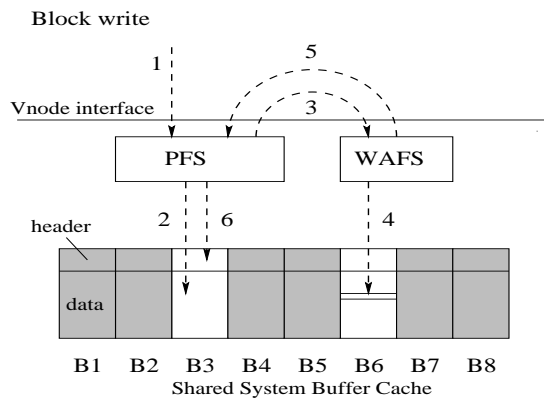 Block write
1
5
3
Vnode interface
PFS
WAFS
2
6
4
header
data
B1 B2 B3 B4 B5 B6 B7 B8
Shared System Buffer Cache